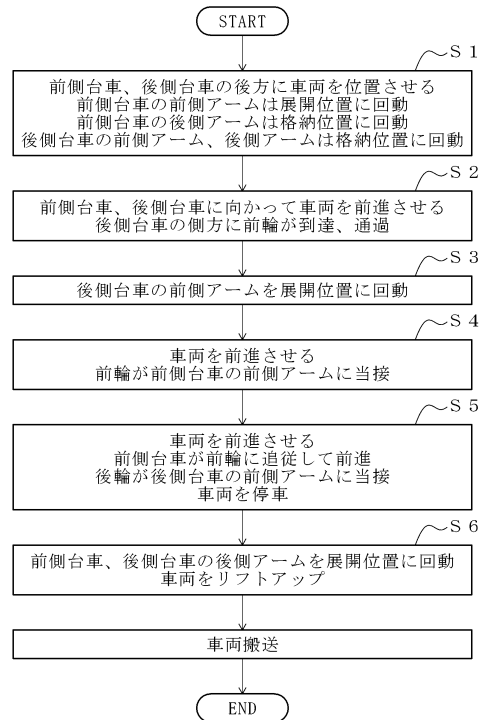 START
S1
前側台車、後側台車の後方に車両を位置させる
前側台車の前側アームは展開位置に回動
前側台車の後側アームは格納位置に回動
後側台車の前側アーム、後側アームは格納位置に回動
S2
前側台車、後側台車に向かって車両を前進させる
後側台車の側方に前輪が到達、通過
S3
後側台車の前側アームを展開位置に回動
S4
車両を前進させる
前輪が前側台車の前側アームに当接
S5
車両を前進させる
前側台車が前輪に追従して前進
後輪が後側台車の前側アームに当接
車両を停車
S6
前側台車、後側台車の後側アームを展開位置に回動
車両をリフトアップ
車両搬送
END